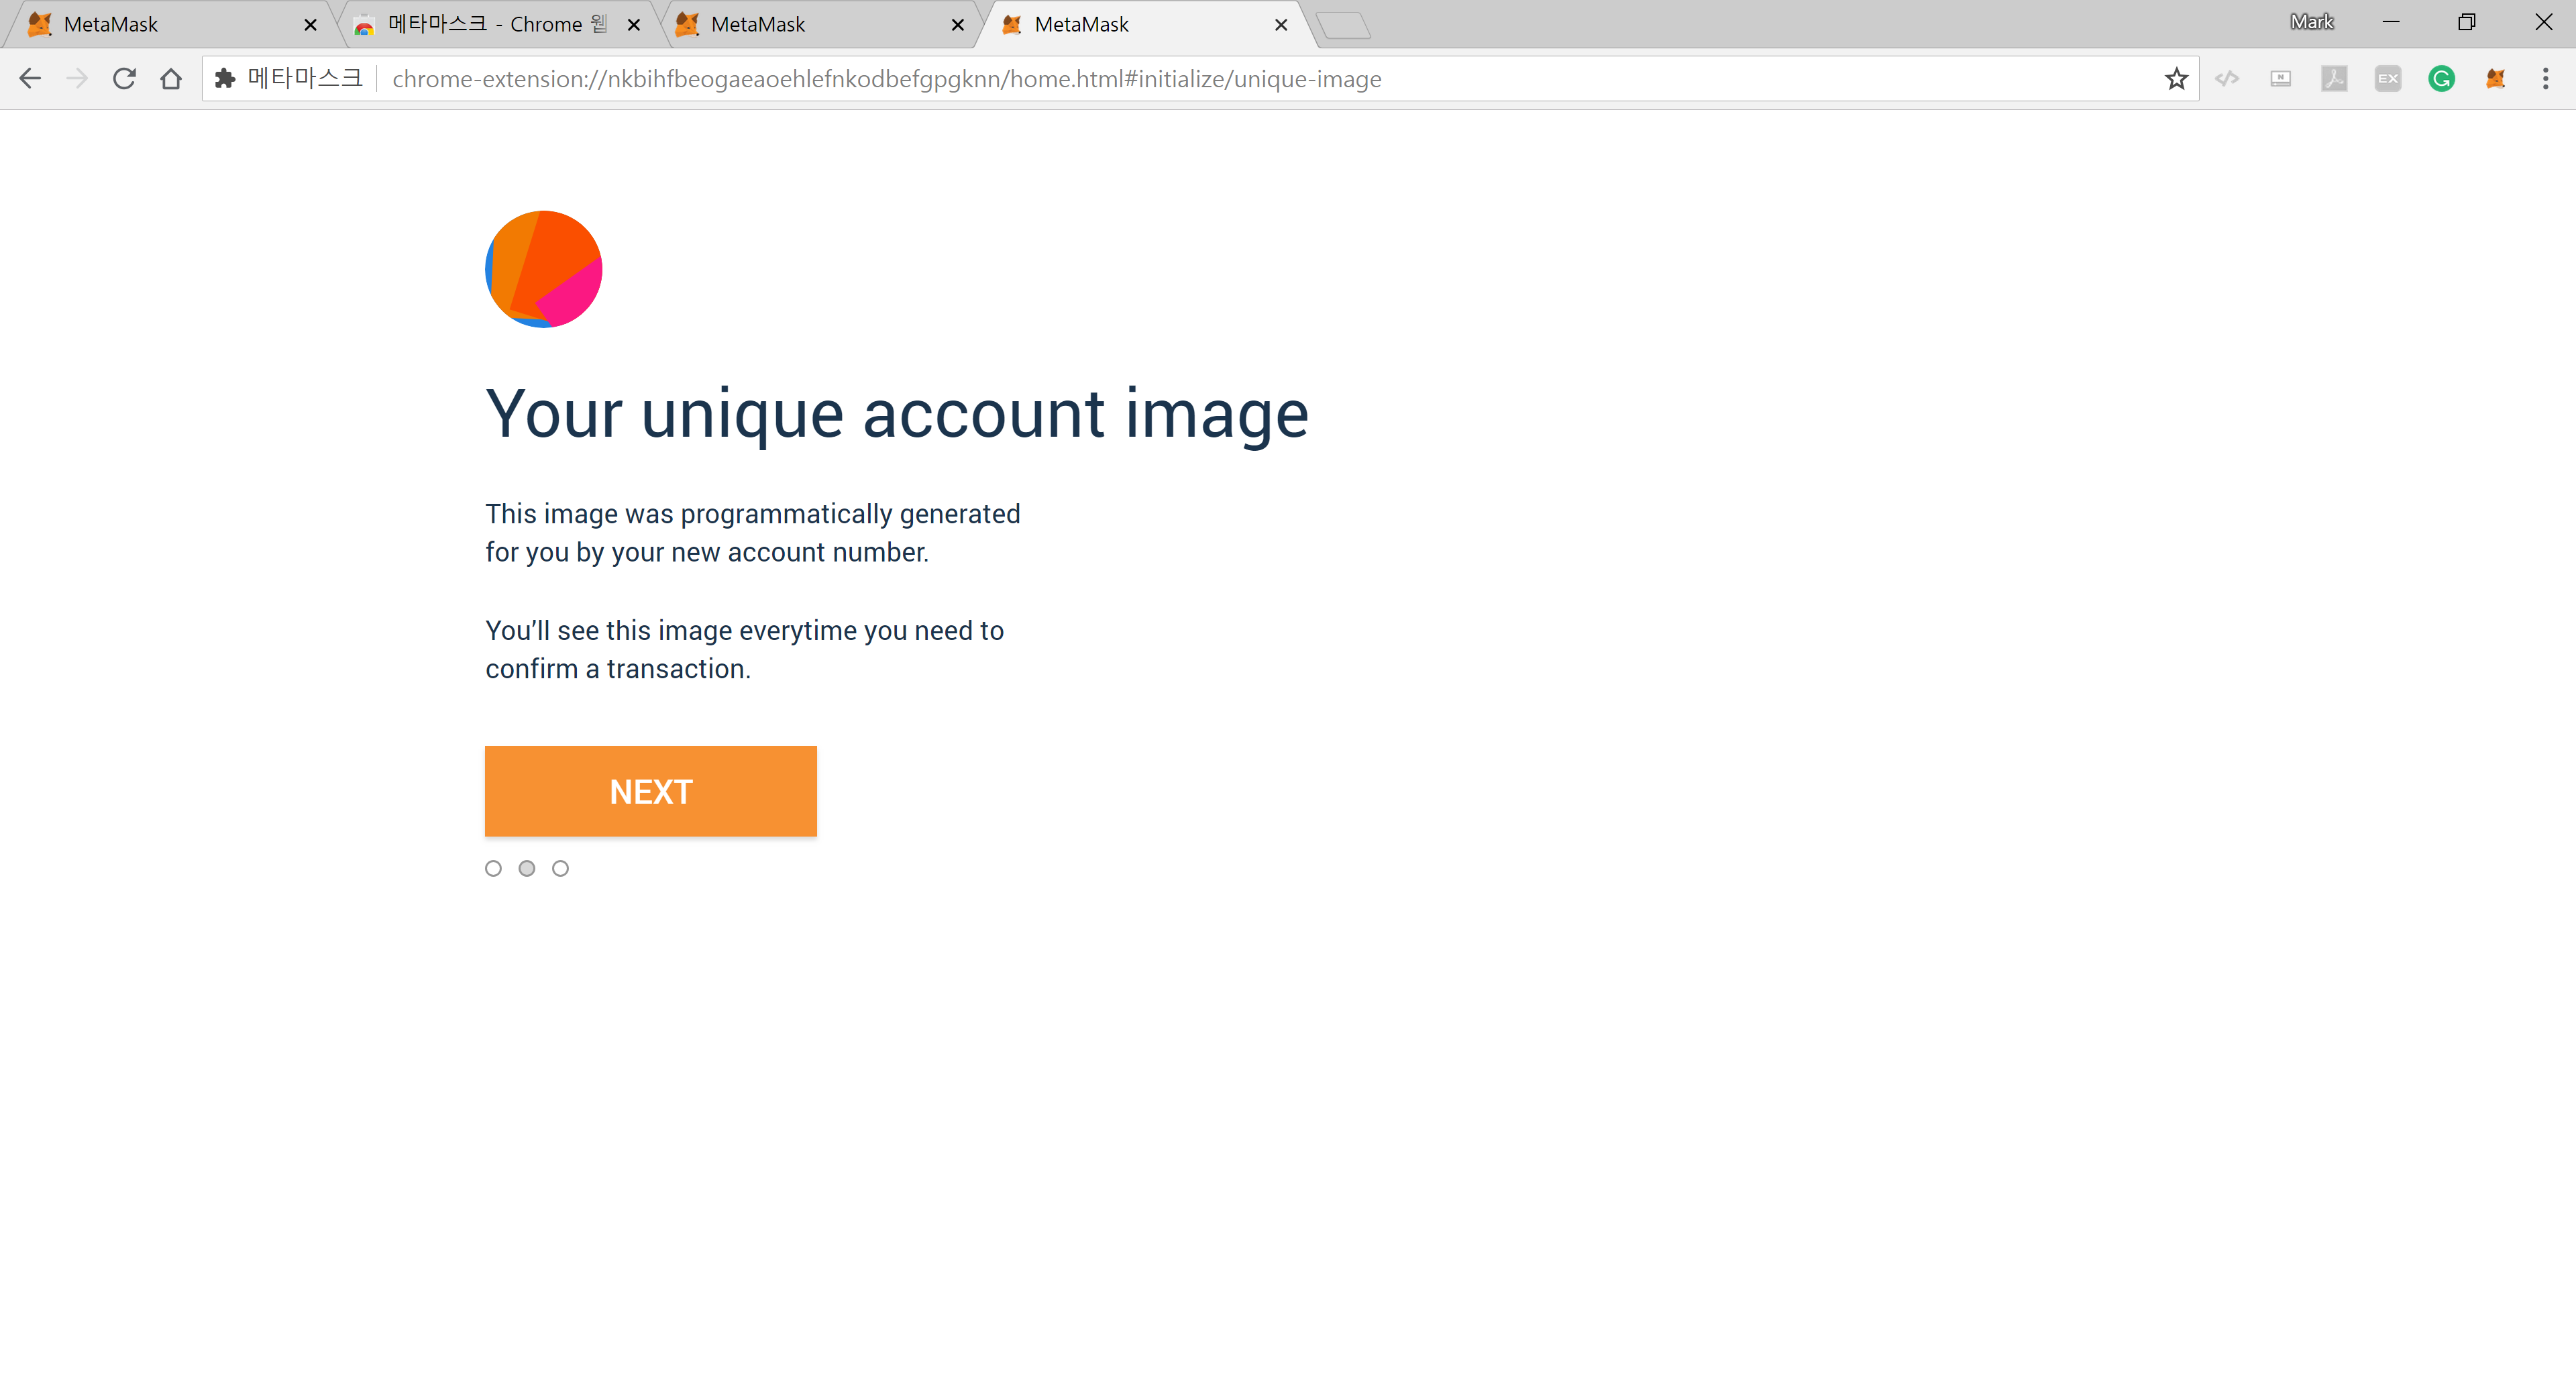 MetaMask
메타마스크 - Chrome 웹
MetaMask
MetaMask
Mark
메타마스크
chrome-extension://nkbihfbeogaeaoehlefnkodbefgpgknn/home.html#initialize/unique-image
EX
Your unique account image
This image was programmatically generated
for you by your new account number.
You’ll see this image everytime you need to
confirm a transaction.
NEXT